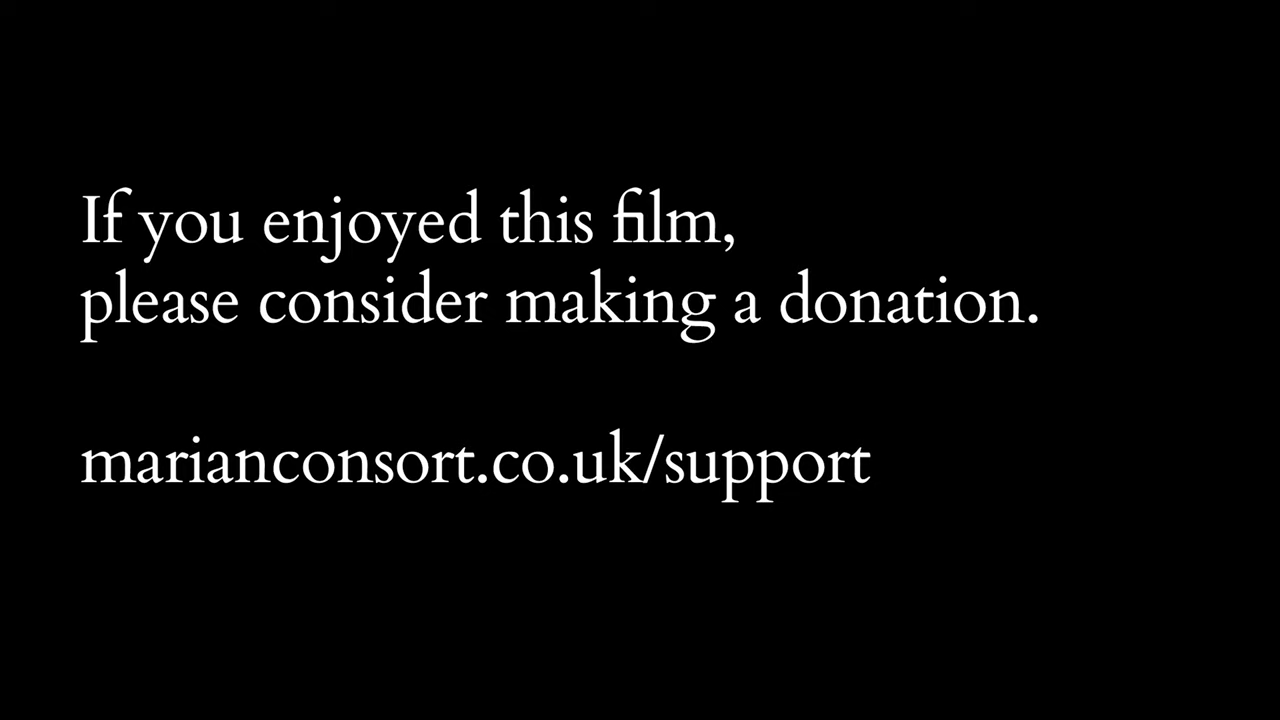 If you enjoyed this film,
please consider making a donation.
marianconsort.co.uk/support